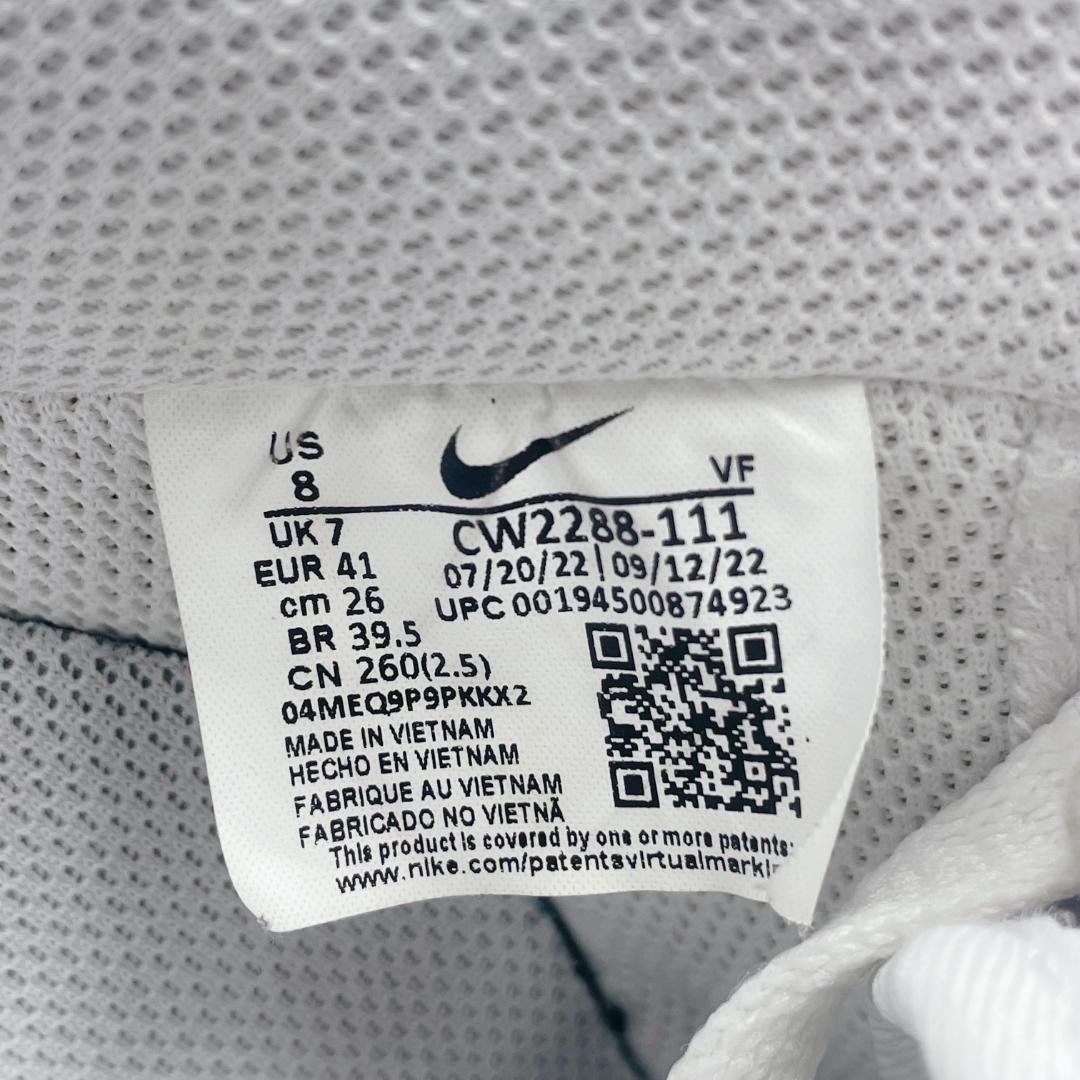 US
8
VF
UK 7
CW2288-111
EUR 41
07/20/22|09/12/22
cm 26
UPC 00194500874923
BR 39.5
CN 260(2.5)
04MEQ9P9PKKX2
MADE IN VIETNAM
HECHO EN VIETNAM
FABRIQUE AU VIETNAM
FABRICADO NO VIETNÃ
This product is covered by one or more patents:
www.nike.com/patentsvirtualmarki